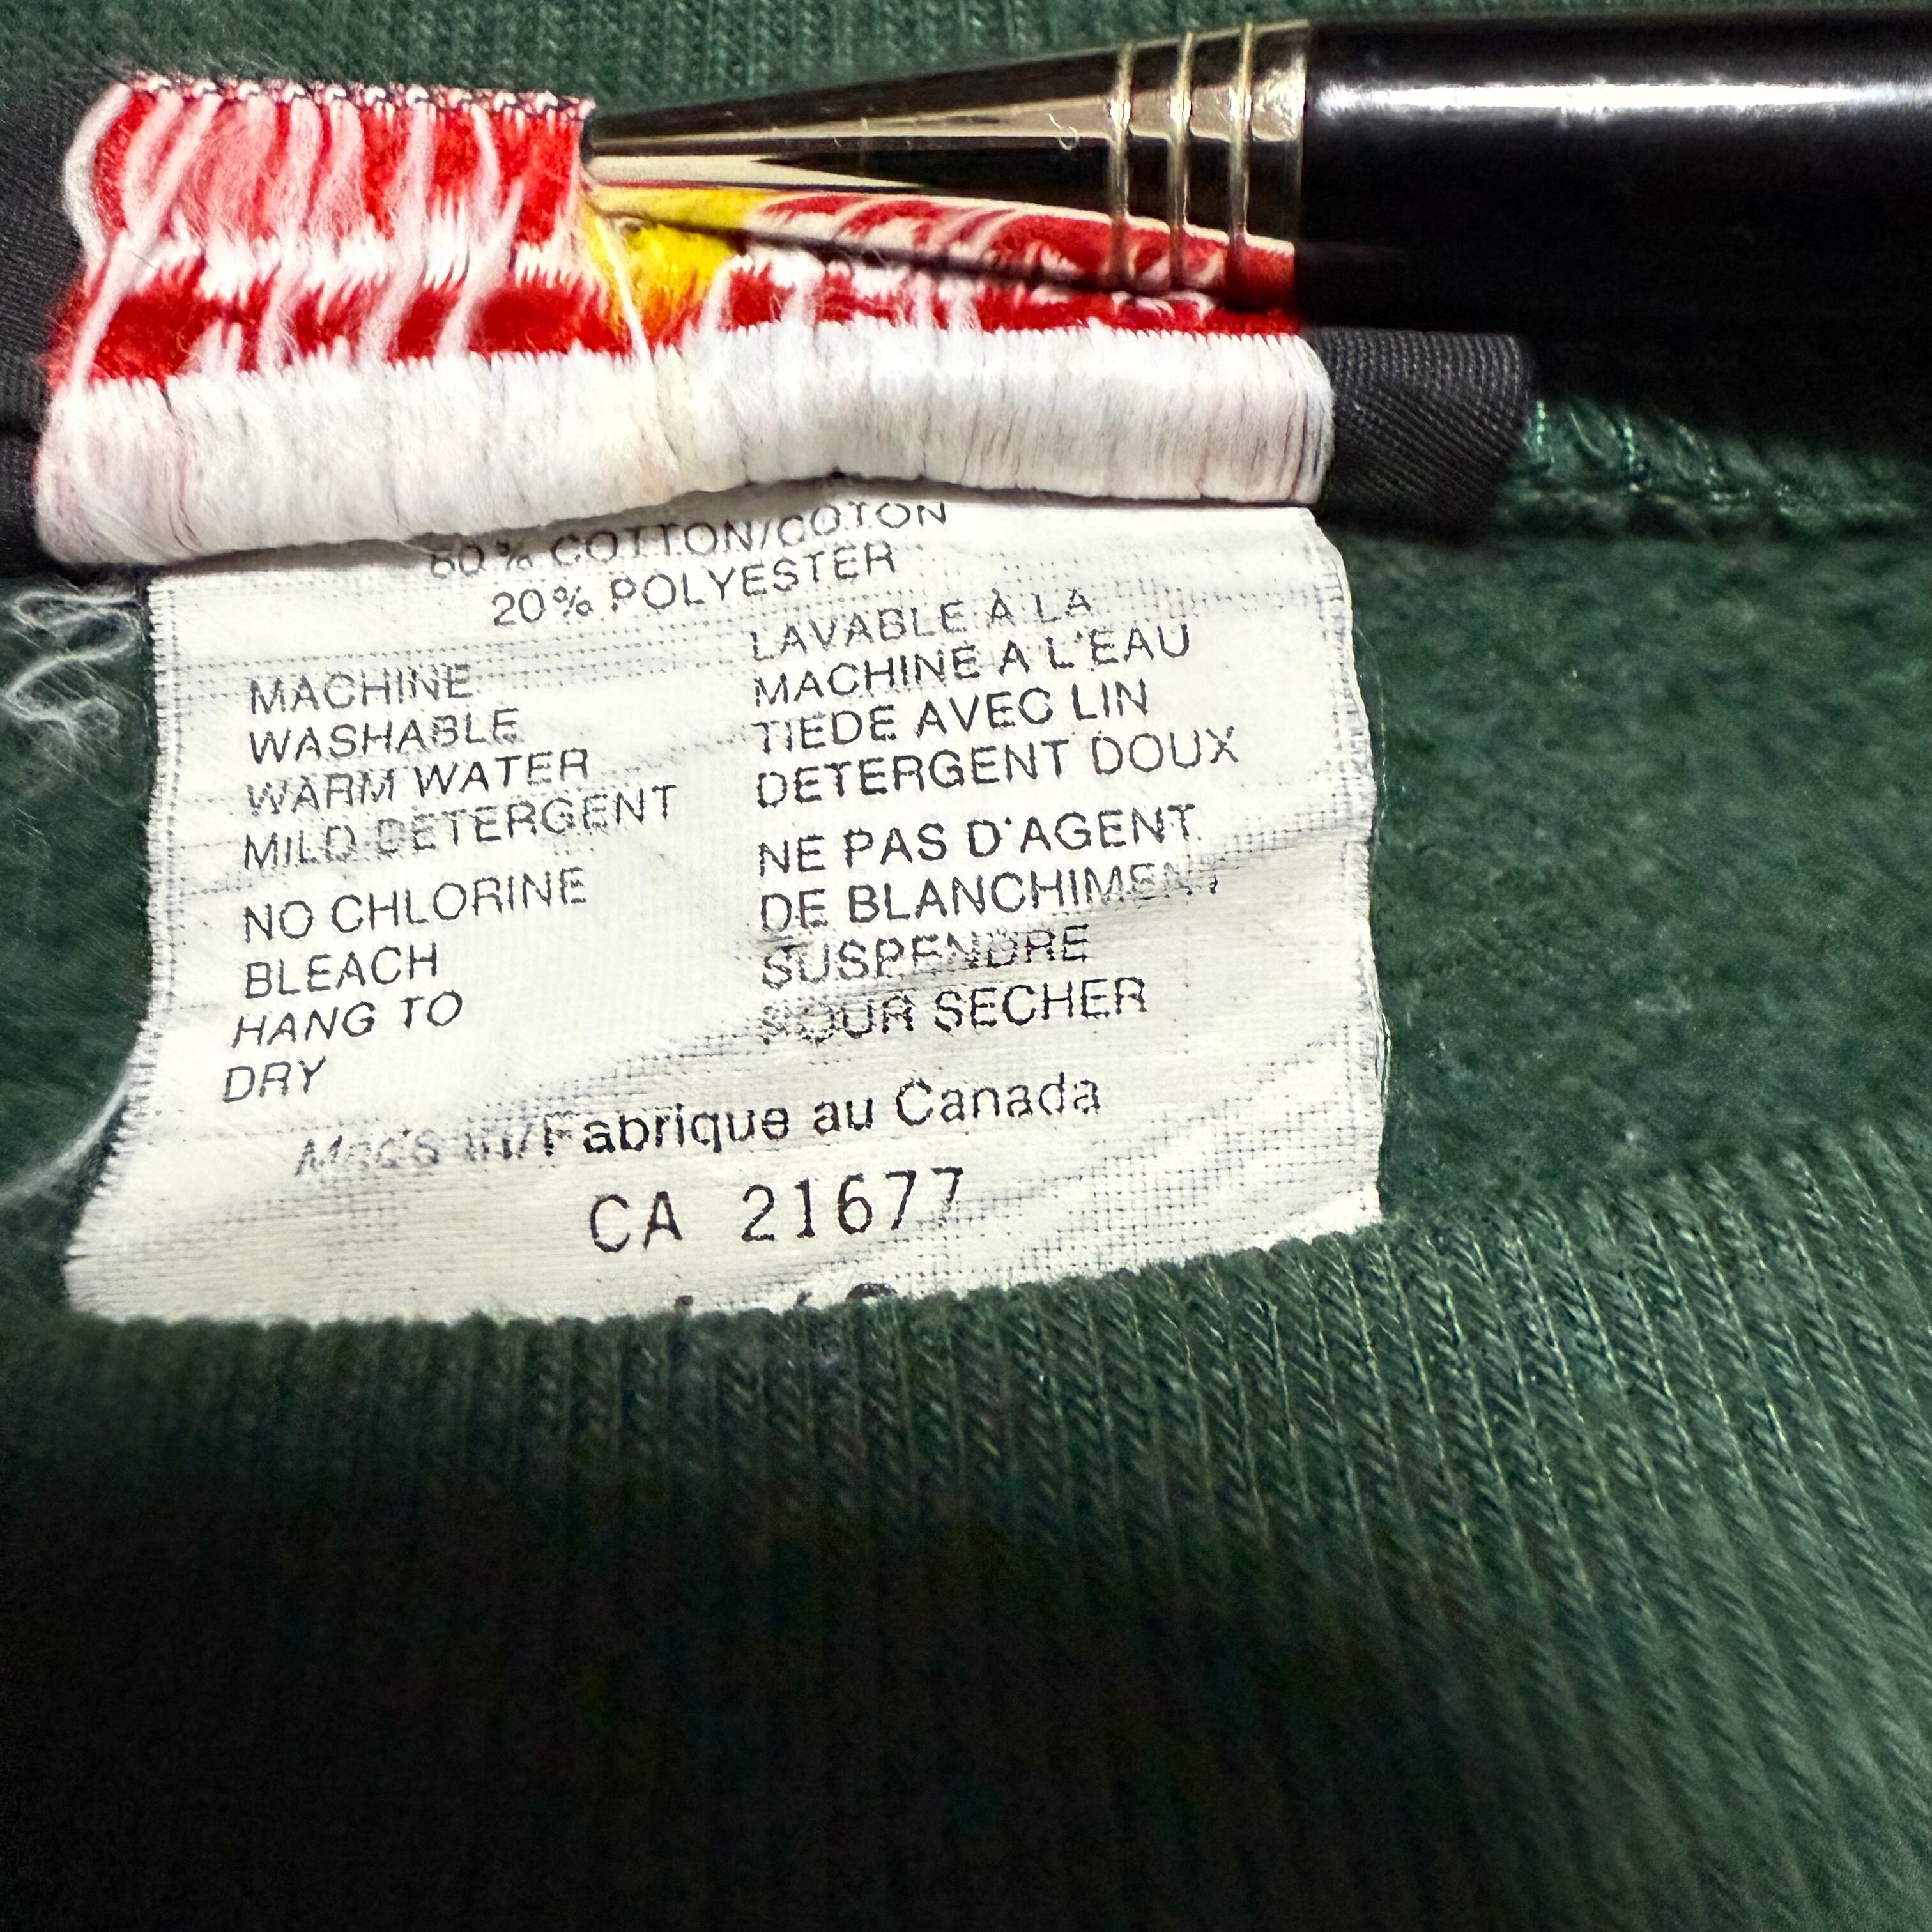 80% COTTON/COTON
20% POLYESTER
MACHINE
WASHABLE
WARM WATER
MILD DETERGENT
NO CHLORINE
BLEACH
HANG TO
DRY
LAVABLE À LA
MACHINE A L'EAU
TIEDE AVEC LIN
DETERGENT DOUX
NE PAS D'AGENT
DE BLANCHIMENT
SUSPENDRE
SECHER
Made in/Fabrique au Canada
CA 21677